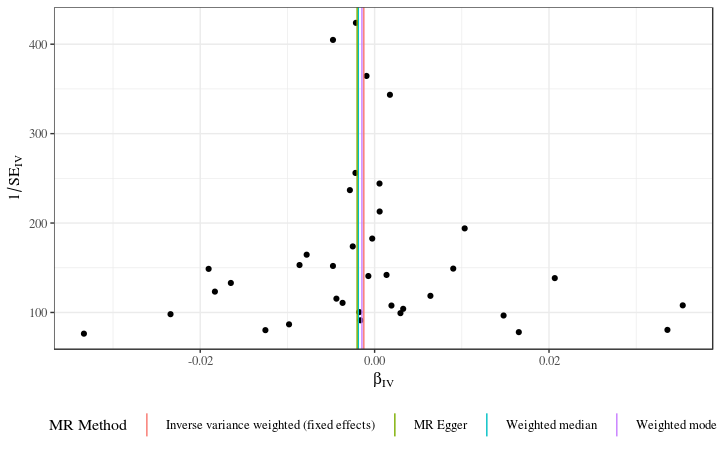 400
300
200
100
1/SE_IV
-0.02
0.00
0.02
β_IV
MR Method
Inverse variance weighted (fixed effects)
MR Egger
Weighted median
Weighted mode